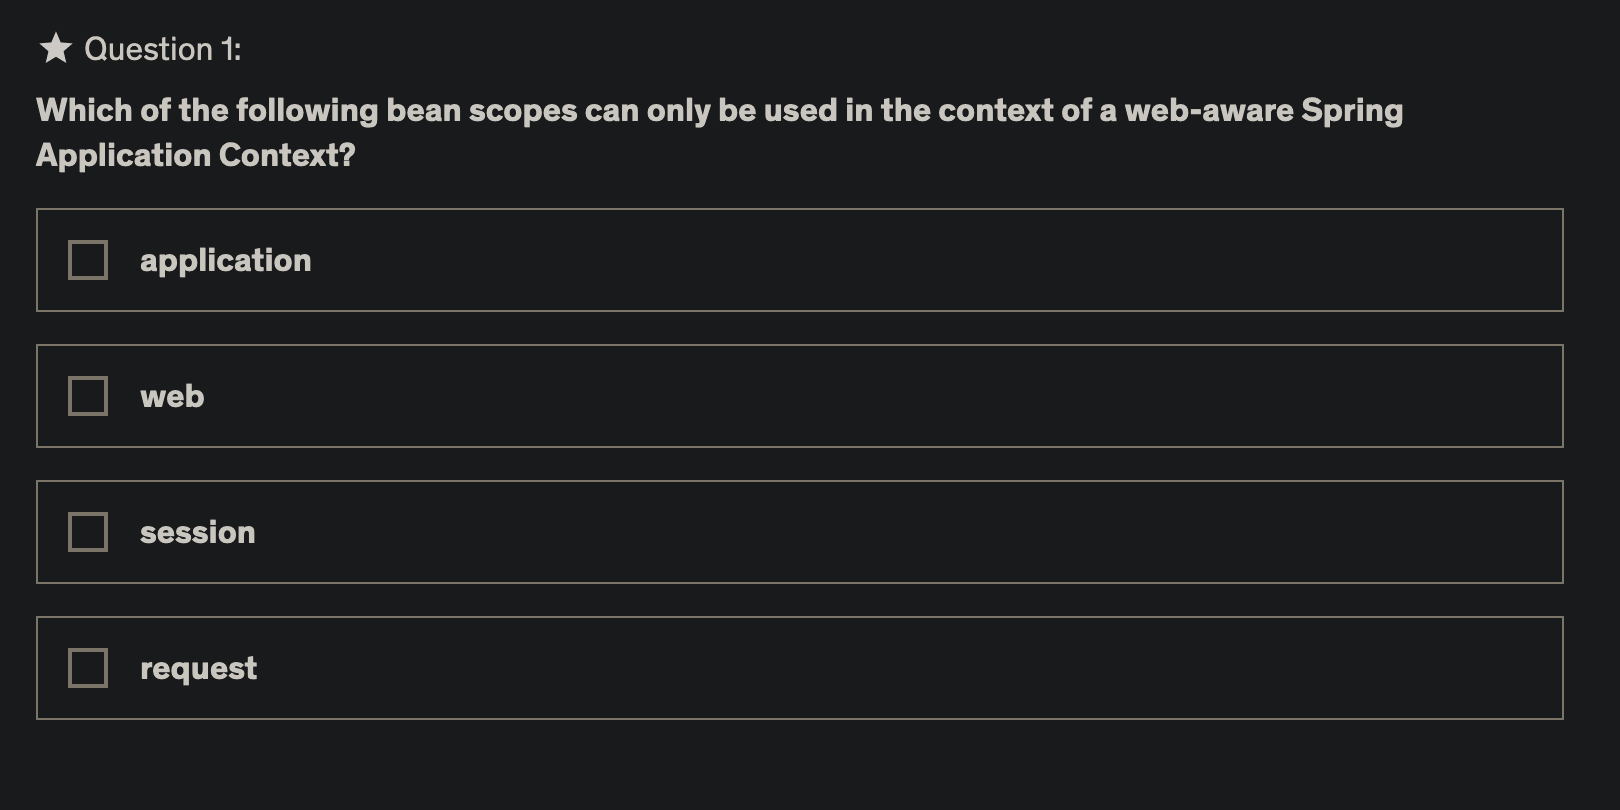 Question 1:
Which of the following bean scopes can only be used in the context of a web-aware Spring
Application Context?
application
web
session
request